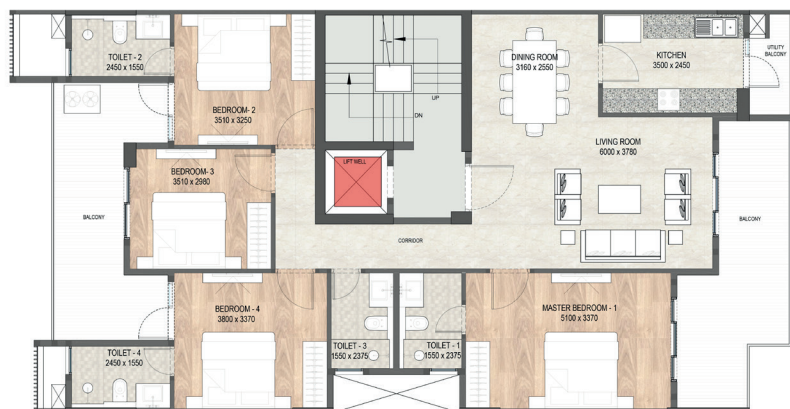 TOILET - 2
2450 x 1550
BEDROOM- 2
3510 x 3250
UP
DN
DINING ROOM
3160 x 2550
KITCHEN
3500 x 2450
UTILITY
BALCONY
LIVING ROOM
6000 x 3780
BEDROOM- 3
3510 x 2980
LIFT WELL
BALCONY
BALCONY
CORRIDOR
BEDROOM - 4
3800 x 3370
MASTER BEDROOM - 1
5100 x 3370
TOILET - 4
2450 x 1550
TOILET - 3
1550 x 2375
TOILET - 1
1550 x 2375